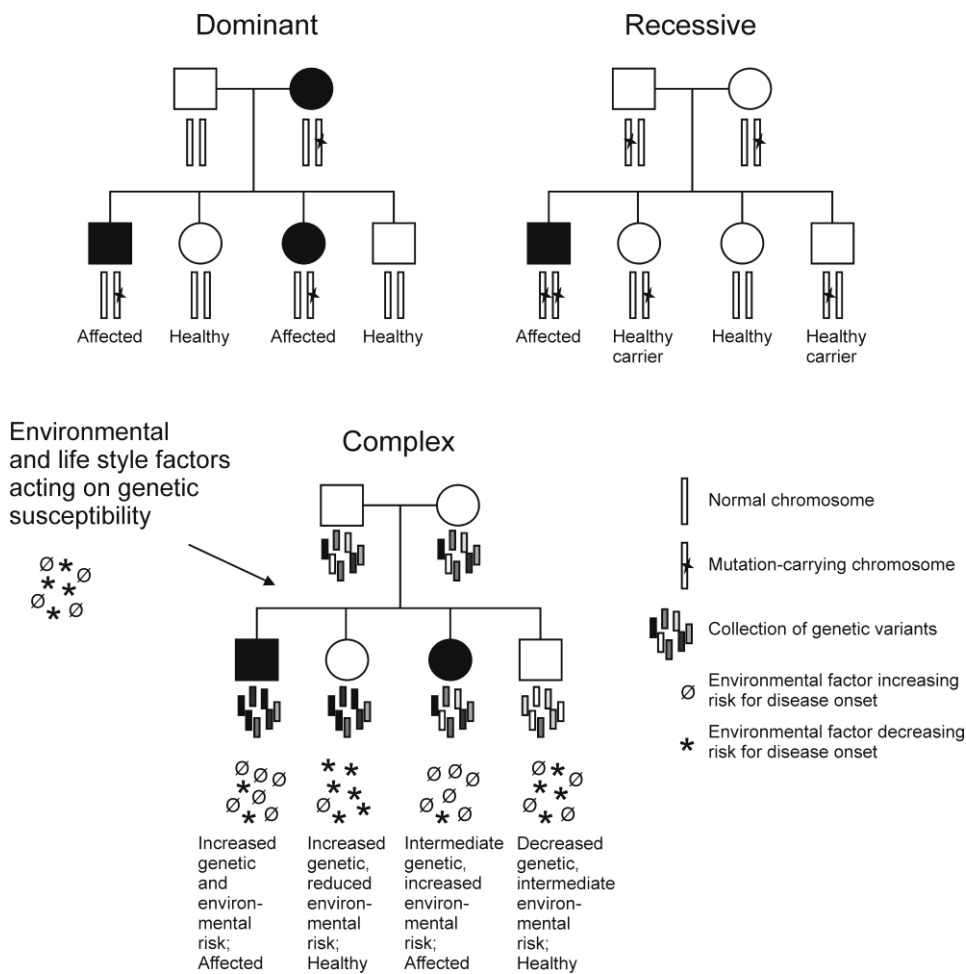 Dominant
Recessive
Affected
Healthy
Affected
Healthy
Affected
Healthy
carrier
Healthy
Healthy
carrier
Environmental
and life style factors
acting on genetic
susceptibility
Complex
Normal chromosome
Mutation-carrying chromosome
Collection of genetic variants
Environmental factor increasing
risk for disease onset
Environmental factor decreasing
risk for disease onset
Increased
genetic
and
environ-
mental
risk;
Affected
Increased
genetic,
reduced
environ-
mental
risk;
Healthy
Intermediate
genetic,
increased
environ-
mental
risk;
Affected
Decreased
genetic,
intermediate
environ-
mental
risk;
Healthy